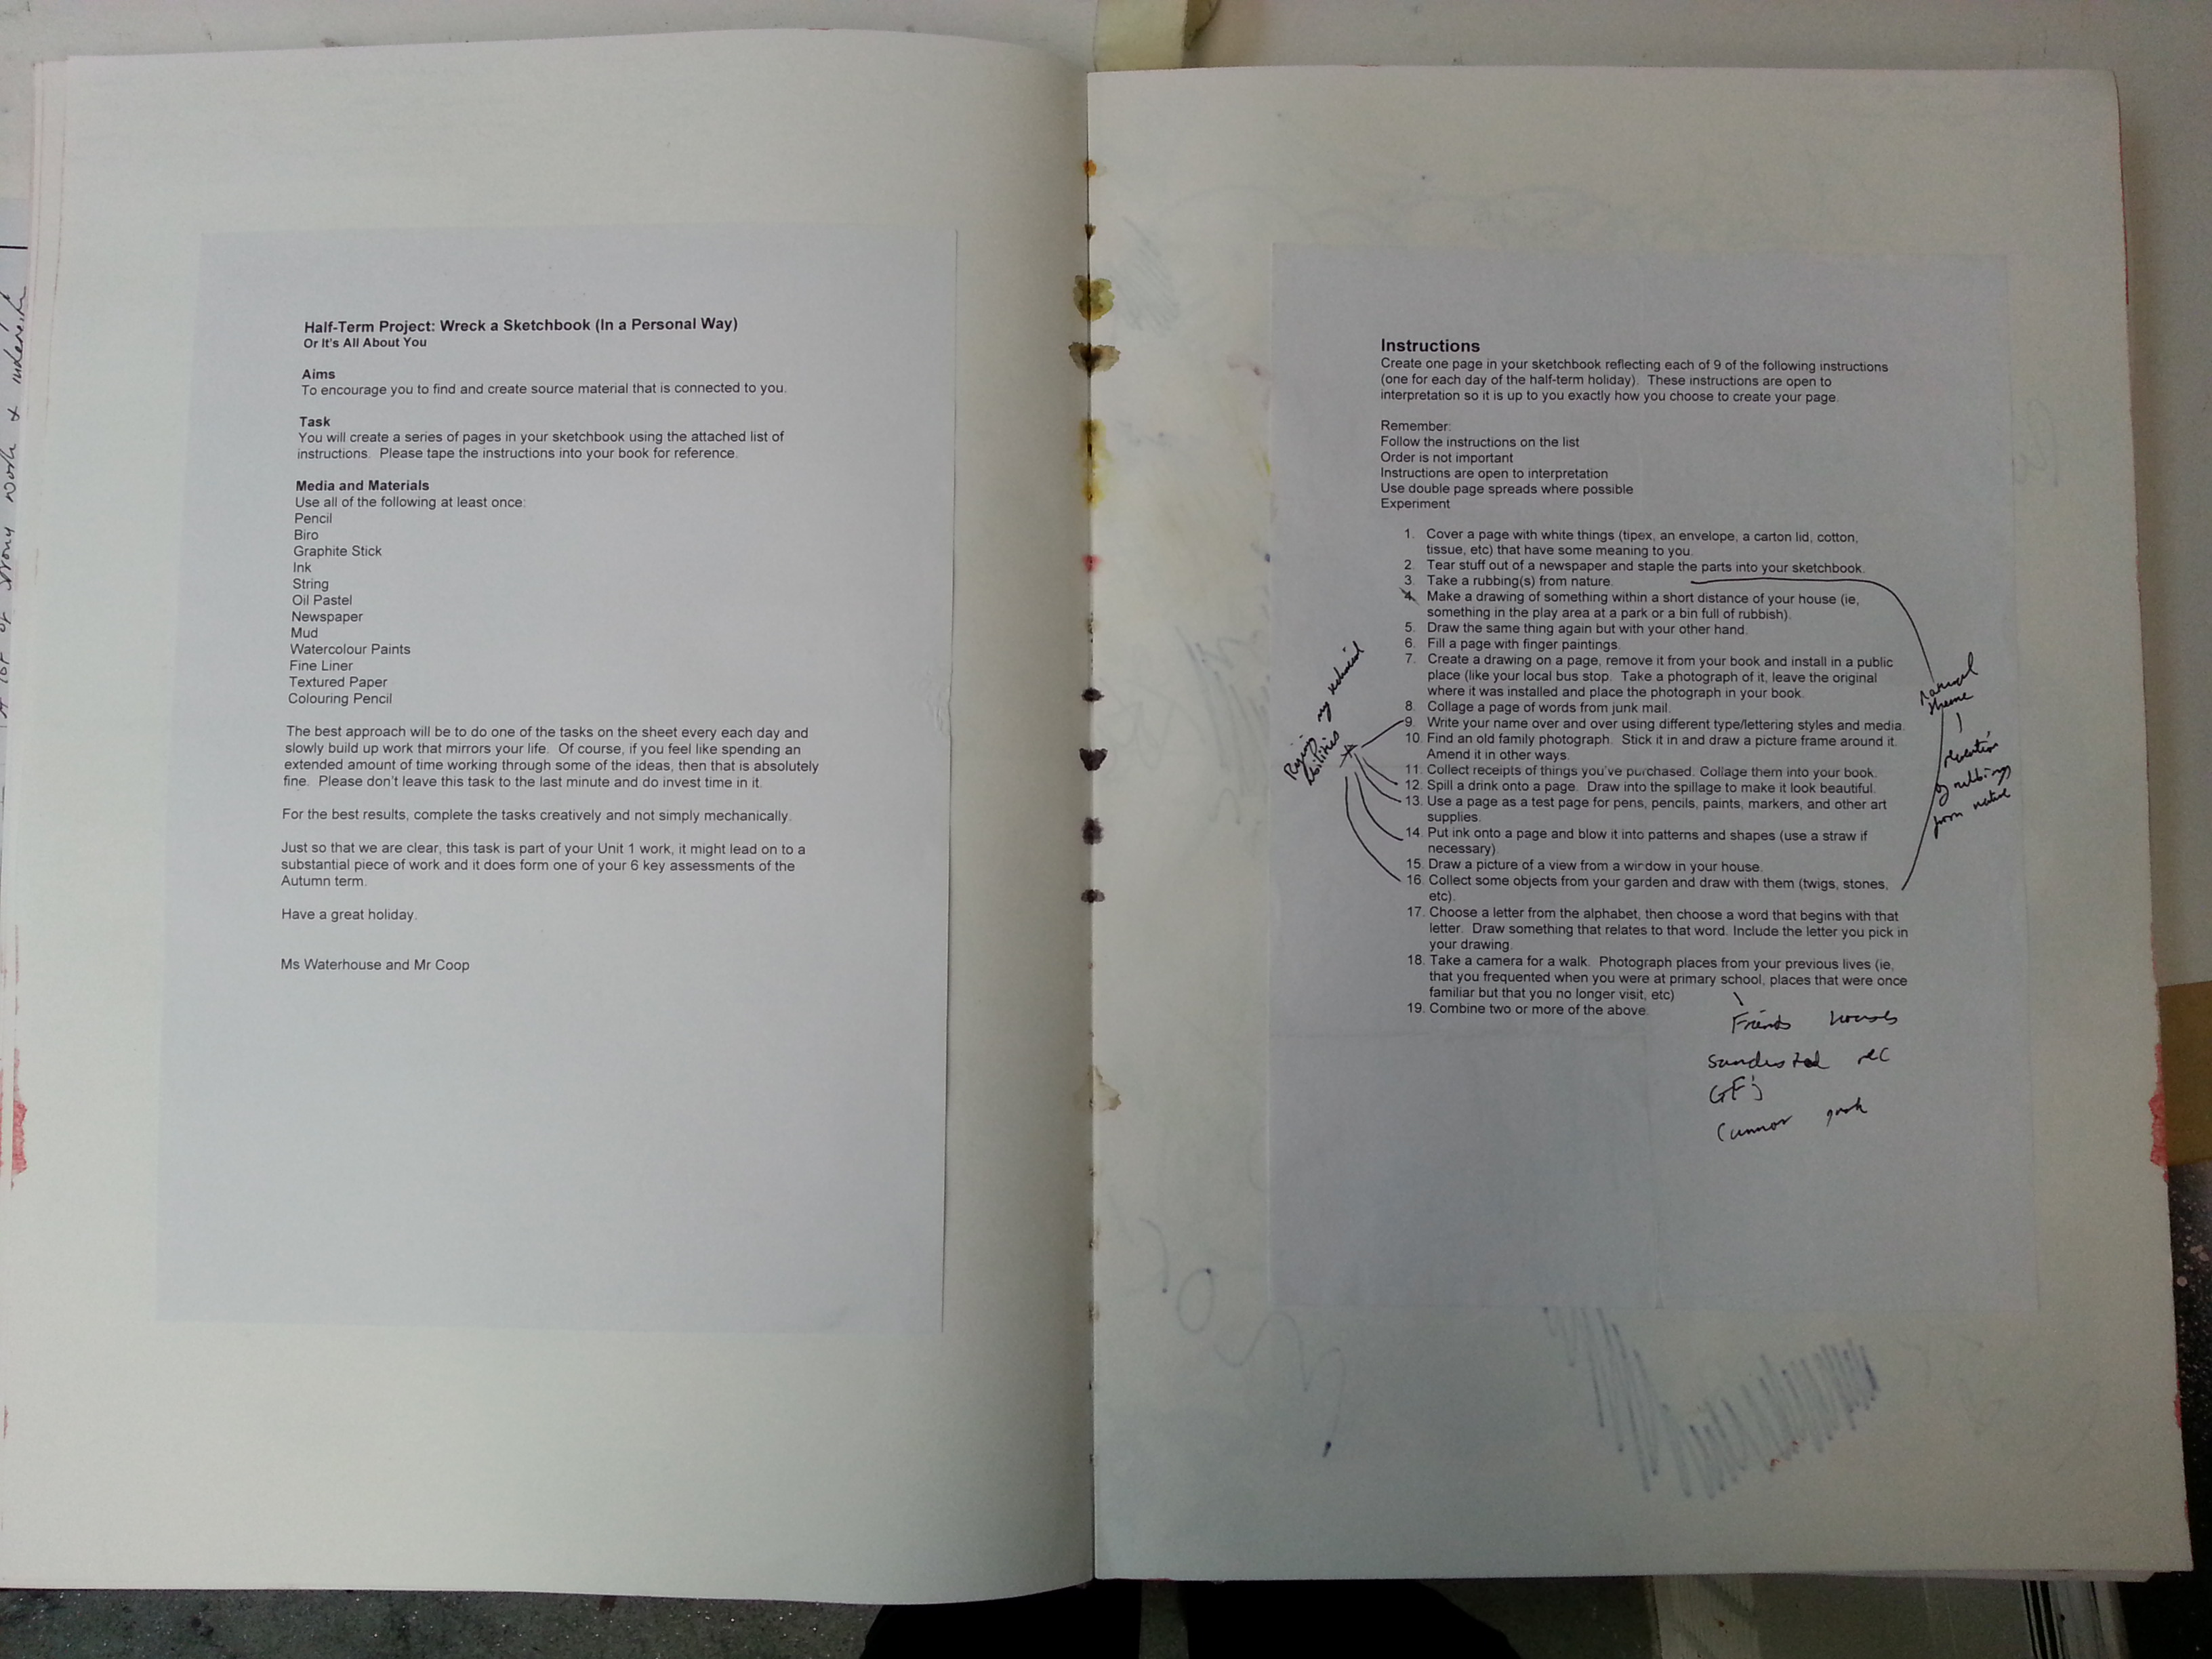 A lot of strong work &
Half-Term Project: Wreck a Sketchbook (In a Personal Way)
Or It's All About You
Aims
To encourage you to find and create source material that is connected to you.
Task
You will create a series of pages in your sketchbook using the attached list of
instructions. Please tape the instructions into your book for reference.
Media and Materials
Use all of the following at least once:
Pencil
Biro
Graphite Stick
Ink
String
Oil Pastel
Newspaper
Mud
Watercolour Paints
Fine Liner
Textured Paper
Colouring Pencil
The best approach will be to do one of the tasks on the sheet every each day and
slowly build up work that mirrors your life. Of course, if you feel like spending an
extended amount of time working through some of the ideas, then that is absolutely
fine. Please don't leave this task to the last minute and do invest time in it.
For the best results, complete the tasks creatively and not simply mechanically.
Just so that we are clear, this task is part of your Unit 1 work, it might lead on to a
substantial piece of work and it does form one of your 6 key assessments of the
Autumn term.
Have a great holiday.
Ms Waterhouse and Mr Coop
Instructions
Create one page in your sketchbook reflecting each of 9 of the following instructions
(one for each day of the half-term holiday). These instructions are open to
interpretation so it is up to you exactly how you choose to create your page.
Remember:
Follow the instructions on the list
Order is not important
Instructions are open to interpretation
Use double page spreads where possible
Experiment
1. Cover a page with white things (tipex, an envelope, a carton lid, cotton,
tissue, etc) that have some meaning to you.
2. Tear stuff out of a newspaper and staple the parts into your sketchbook.
3. Take a rubbing(s) from nature.
4. Make a drawing of something within a short distance of your house (ie,
something in the play area at a park or a bin full of rubbish).
5. Draw the same thing again but with your other hand.
6. Fill a page with finger paintings.
7. Create a drawing on a page, remove it from your book and install in a public
place (like your local bus stop. Take a photograph of it, leave the original
where it was installed and place the photograph in your book.
8. Collage a page of words from junk mail.
9. Write your name over and over using different type/lettering styles and media.
10. Find an old family photograph. Stick it in and draw a picture frame around it.
Amend it in other ways.
11. Collect receipts of things you've purchased. Collage them into your book.
12. Spill a drink onto a page. Draw into the spillage to make it look beautiful.
13. Use a page as a test page for pens, pencils, paints, markers, and other art
supplies.
14. Put ink onto a page and blow it into patterns and shapes (use a straw if
necessary).
15. Draw a picture of a view from a window in your house.
16. Collect some objects from your garden and draw with them (twigs, stones,
etc).
17. Choose a letter from the alphabet, then choose a word that begins with that
letter. Draw something that relates to that word. Include the letter you pick in
your drawing.
18. Take a camera for a walk. Photograph places from your previous lives (ie,
that you frequented when you were at primary school, places that were once
familiar but that you no longer visit, etc)
19. Combine two or more of the above.
my
abilities
natural
theme
of rubbings
from nature
Friends houses
rec
GF's